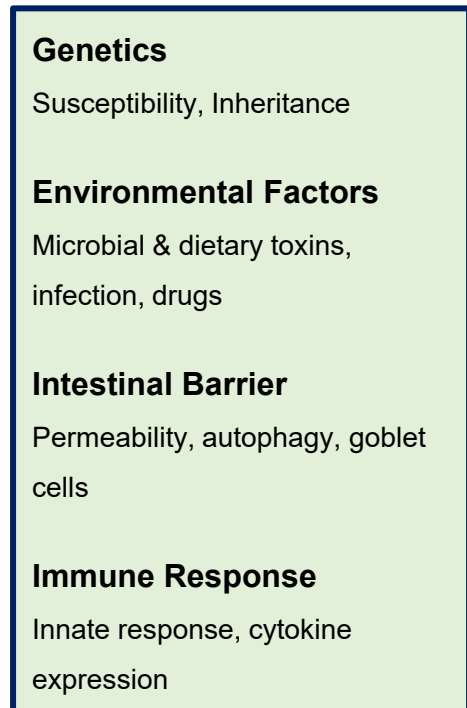 Genetics
Susceptibility, Inheritance
Environmental Factors
Microbial & dietary toxins,
infection, drugs
Intestinal Barrier
Permeability, autophagy, goblet
cells
Immune Response
Innate response, cytokine
expression